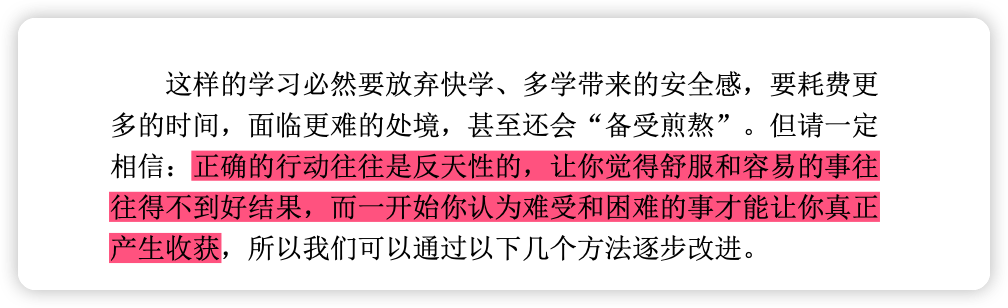 这样的学习必然要放弃快学、多学带来的安全感，要耗费更
多的时间，面临更难的处境，甚至还会“备受煎熬”。但请一定
相信：正确的行动往往是反天性的，让你觉得舒服和容易的事往
往得不到好结果，而一开始你认为难受和困难的事才能让你真正
产生收获，所以我们可以通过以下几个方法逐步改进。